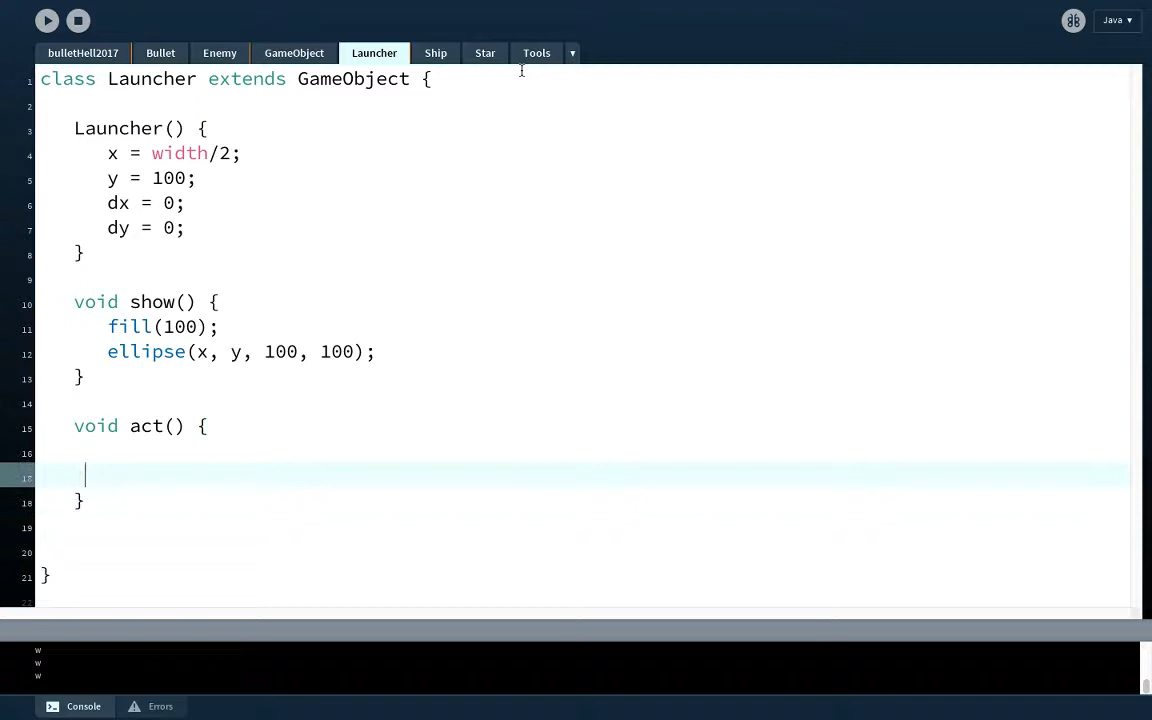 Java ▾
bulletHell2017 Bullet Enemy GameObject Launcher Ship Star Tools ▾
1 class Launcher extends GameObject {
2
3 Launcher() {
4 x = width/2;
5 y = 100;
6 dx = 0;
7 dy = 0;
8 }
9
10 void show() {
11 fill(100);
12 ellipse(x, y, 100, 100);
13 }
14
15 void act() {
16
18 }
19
20
21 }
22
w
w
w
Console Errors